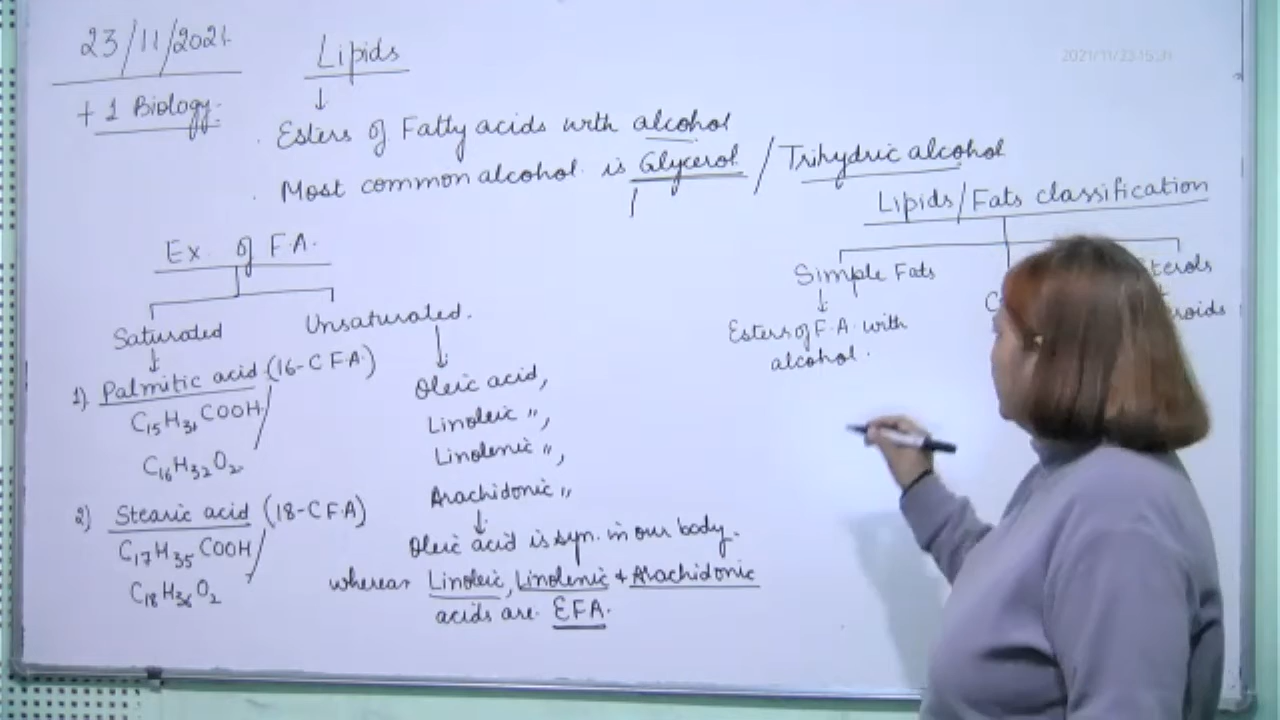 23/11/2021
+1 Biology.
Lipids
Esters of Fatty acids with alcohol
Most common alcohol is Glycerol / Trihydric alcohol
Ex. of F.A.
Saturated
1) Palmitic acid (16-C F.A)
C15H31COOH/
C16H32O2
2) Stearic acid (18-C F.A)
C17H35COOH/
C18H36O2
Unsaturated.
Oleic acid,
Linoleic ",
Linolenic ",
Arachidonic "
Oleic acid is syn. in our body.
whereas Linoleic, Linolenic + Arachidonic
acids are EFA.
Lipids/Fats classification
Simple Fats
Esters of F.A. with
alcohol.
2021/11/23